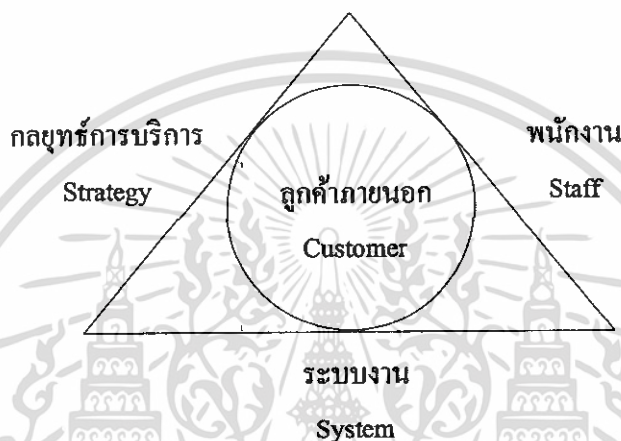 กลยุทธ์การบริการ
Strategy
พนักงาน
Staff
ลูกค้าภายนอก
Customer
ระบบงาน
System